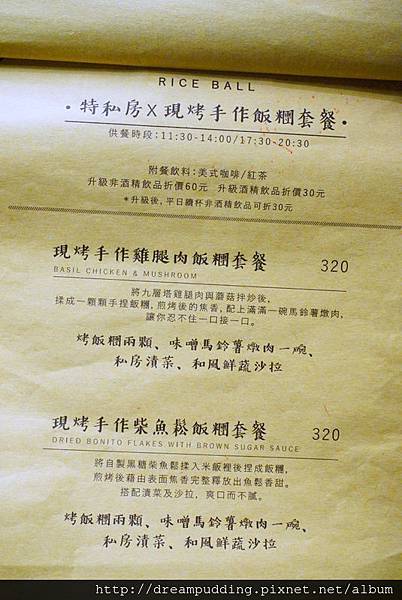 RICE BALL
·特私房X現烤手作飯糰套餐·
供餐時段:11:30-14:00/17:30-20:30
附餐飲料:美式咖啡/紅茶
升級非酒精飲品折價60元 升級酒精飲品折價30元
*升級後,平日續杯非酒精飲品可折30元
現烤手作雞腿肉飯糰套餐 320
BASIL CHICKEN & MUSHROOM
將九層塔雞腿肉與蘑菇拌炒後,
揉成一顆顆手捏飯糰,煎烤後的焦香,配上滿滿一碗馬鈴薯燉肉,
讓你忍不住一口接一口。
烤飯糰兩顆、味噌馬鈴薯燉肉一碗、
私房漬菜、和風鮮蔬沙拉
現烤手作柴魚鬆飯糰套餐 320
DRIED BONITO FLAKES WITH BROWN SUGAR SAUCE
將自製黑糖柴魚鬆揉入米飯裡後捏成飯糰,
煎烤後藉由表面焦香完整釋放出魚鬆香甜。
搭配漬菜及沙拉,爽口而不膩。
烤飯糰兩顆、味噌馬鈴薯燉肉一碗、
私房漬菜、和風鮮蔬沙拉
http://dreampudding.pixnet.net/album